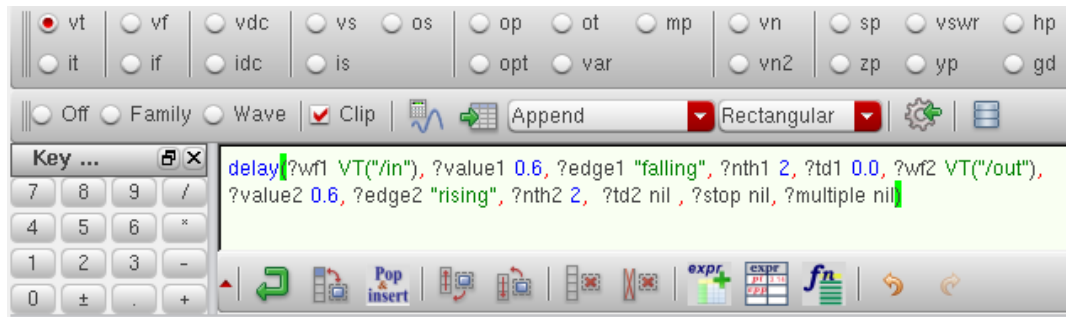 vt vf vdc vs os op ot mp vn sp vswr hp
it if idc is opt var vn2 zp yp gd
Off Family Wave Clip Append Rectangular
Key ...
delay(?wf1 VT("/in"), ?value1 0.6, ?edge1 "falling", ?nth1 2, ?td1 0.0, ?wf2 VT("/out"),
?value2 0.6, ?edge2 "rising", ?nth2 2, ?td2 nil , ?stop nil, ?multiple nil)
7 8 9 /
4 5 6 *
1 2 3 -
0 ± . +
Pop
&
insert
expr
expr
fn